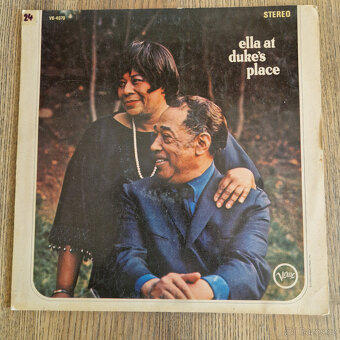 24
V6-4070
STEREO
ella at
duke's
place
Verve